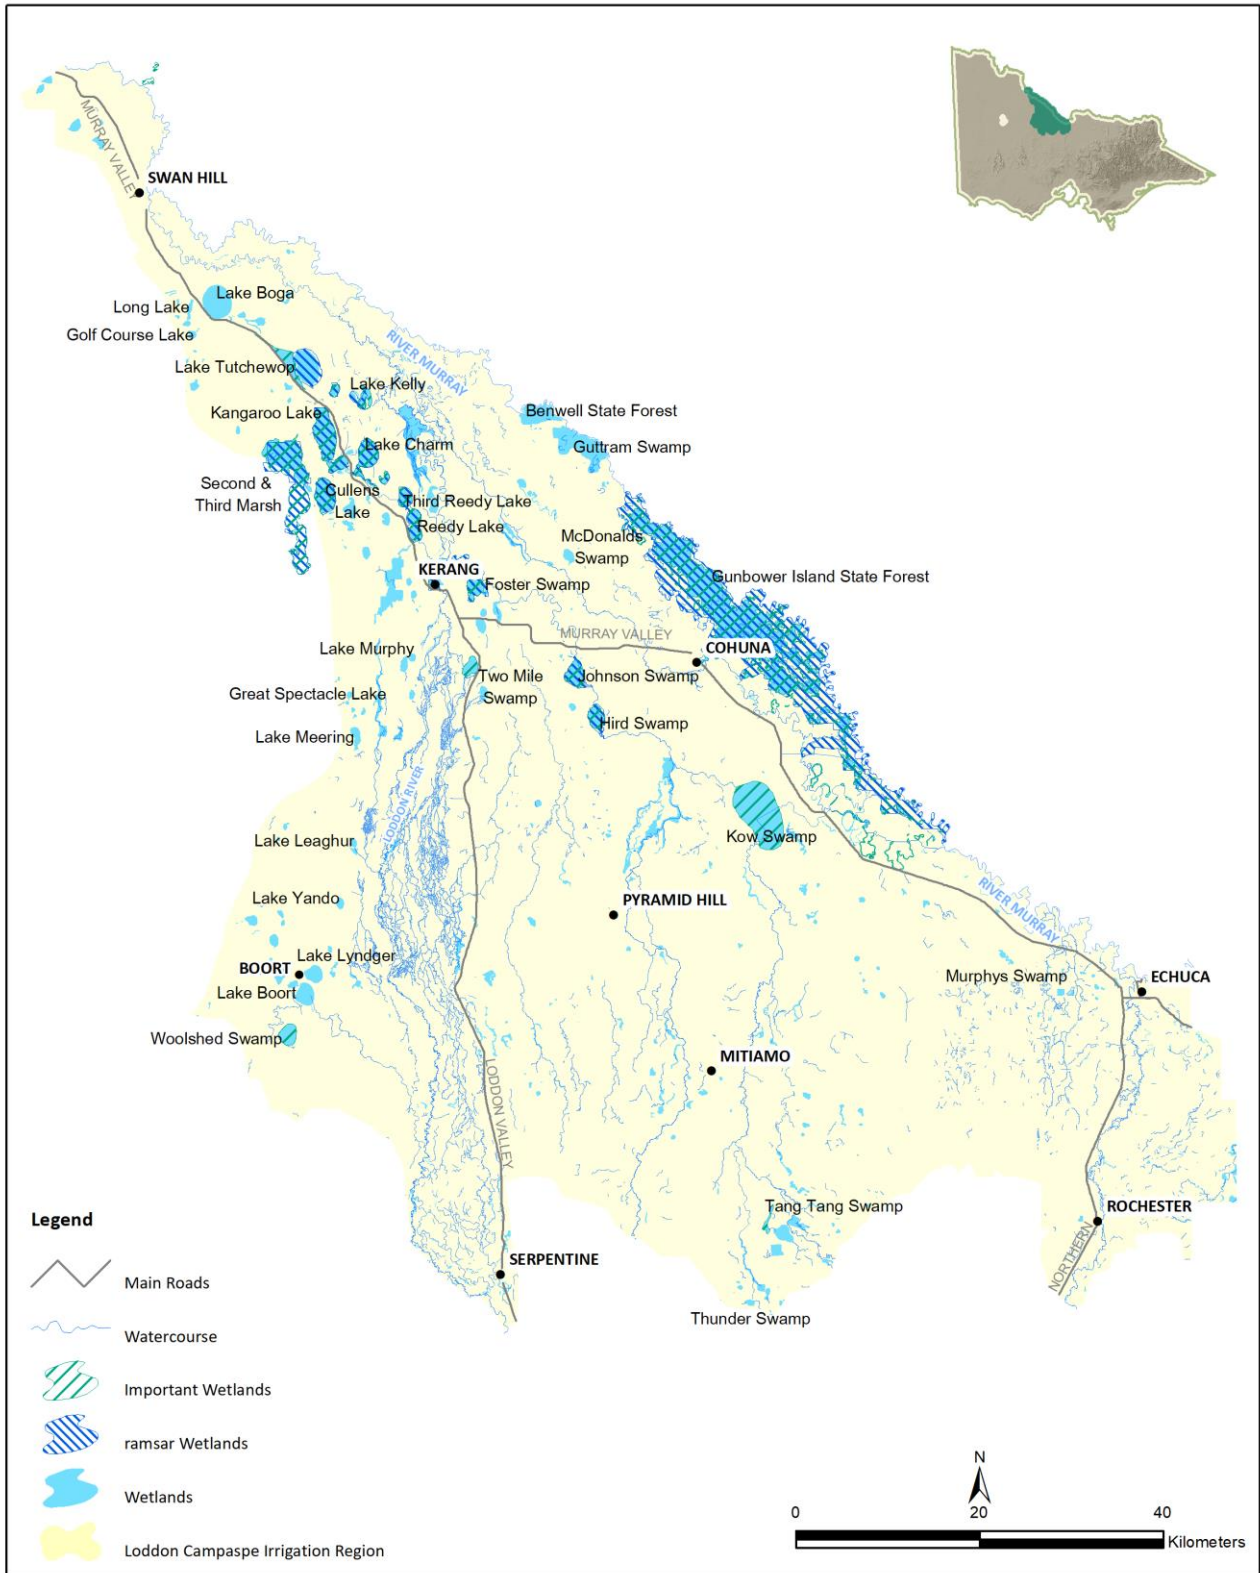 MURRAY VALLEY
SWAN HILL
Lake Boga
Long Lake
Golf Course Lake
RIVER MURRAY
Lake Tutchewop
Lake Kelly
Kangaroo Lake
Benwell State Forest
Guttram Swamp
Lake Charm
Second &
Third Marsh
Cullens
Lake
Third Reedy Lake
Reedy Lake
McDonalds
Swamp
KERANG
Foster Swamp
Gunbower Island State Forest
MURRAY VALLEY
COHUNA
Lake Murphy
Two Mile
Swamp
Johnson Swamp
Great Spectacle Lake
Hird Swamp
Lake Meering
LODDON RIVER
Kow Swamp
Lake Leaghur
Lake Yando
PYRAMID HILL
RIVER MURRAY
Lake Lyndger
BOORT
Lake Boort
Murphys Swamp
ECHUCA
Woolshed Swamp
MITIAMO
LODDON VALLEY
Tang Tang Swamp
ROCHESTER
NORTHERN
SERPENTINE
Thunder Swamp
Legend
Main Roads
Watercourse
Important Wetlands
ramsar Wetlands
Wetlands
Loddon Campaspe Irrigation Region
N
0 20 40
Kilometers